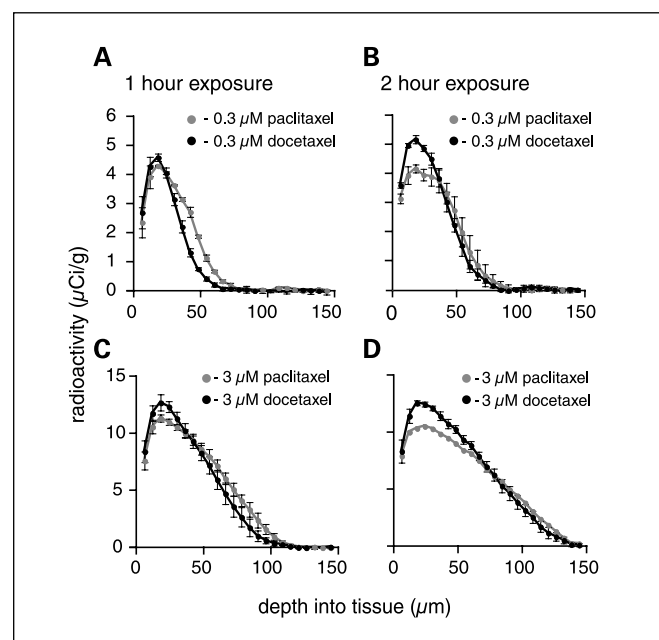 A
1 hour exposure
- 0.3 µM paclitaxel
- 0.3 µM docetaxel
6
5
4
3
2
1
0
0 50 100 150
B
2 hour exposure
- 0.3 µM paclitaxel
- 0.3 µM docetaxel
0 50 100 150
radioactivity (µCi/g)
C
- 3 µM paclitaxel
- 3 µM docetaxel
15
10
5
0
0 50 100 150
D
- 3 µM paclitaxel
- 3 µM docetaxel
0 50 100 150
depth into tissue (µm)